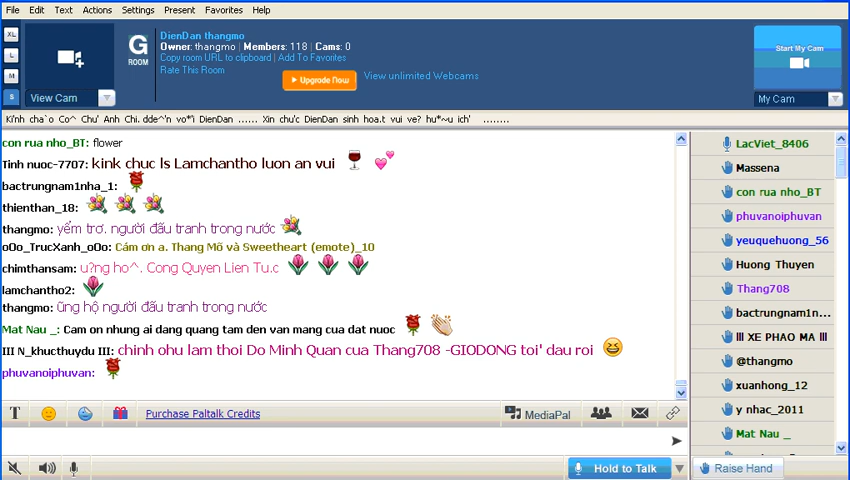 File Edit Text Actions Settings Present Favorites Help
XL
L
M
S
View Cam
G
ROOM
DienDan thangmo
Owner: thangmo | Members: 118 | Cams: 0
Copy room URL to clipboard | Add To Favorites
Rate This Room
Upgrade Now
View unlimited Webcams
Start My Cam
My Cam
Ki'nh cha`o Co^ Chu' Anh Chi. dde^'n vo*'i DienDan ...... Xin chu'c DienDan sinh hoa.t vui ve? hu*~u ich' ........
con rua nho_BT: flower
Tinh nuoc-7707: kink chuc ls Lamchantho luon an vui
bactrungnam1nha_1:
thienthan_18:
thangmo: yểm trơ. người đấu tranh trong nước
oOo_TrucXanh_oOo: Cám ơn a. Thang Mõ và Sweetheart (emote)_10
chimthansam: u?ng ho^. Cong Quyen Lien Tu.c
lamchantho2:
thangmo: ũng hộ người đấu tranh trong nước
Mat Nau _: Cam on nhung ai dang quang tam den van mang cua dat nuoc
III N_khucthuydu III: chinh ohu lam thoi Do Minh Quan cua Thang708 -GIODONG toi' dau roi
phuvanoiphuvan:
T
Purchase Paltalk Credits
MediaPal
Hold to Talk
LacViet_8406
Massena
con rua nho_BT
phuvanoiphuvan
yeuquehuong_56
Huong Thuyen
Thang708
bactrungnam1n...
III XE PHAO MA III
@thangmo
xuanhong_12
y nhac_2011
Mat Nau _
Raise Hand